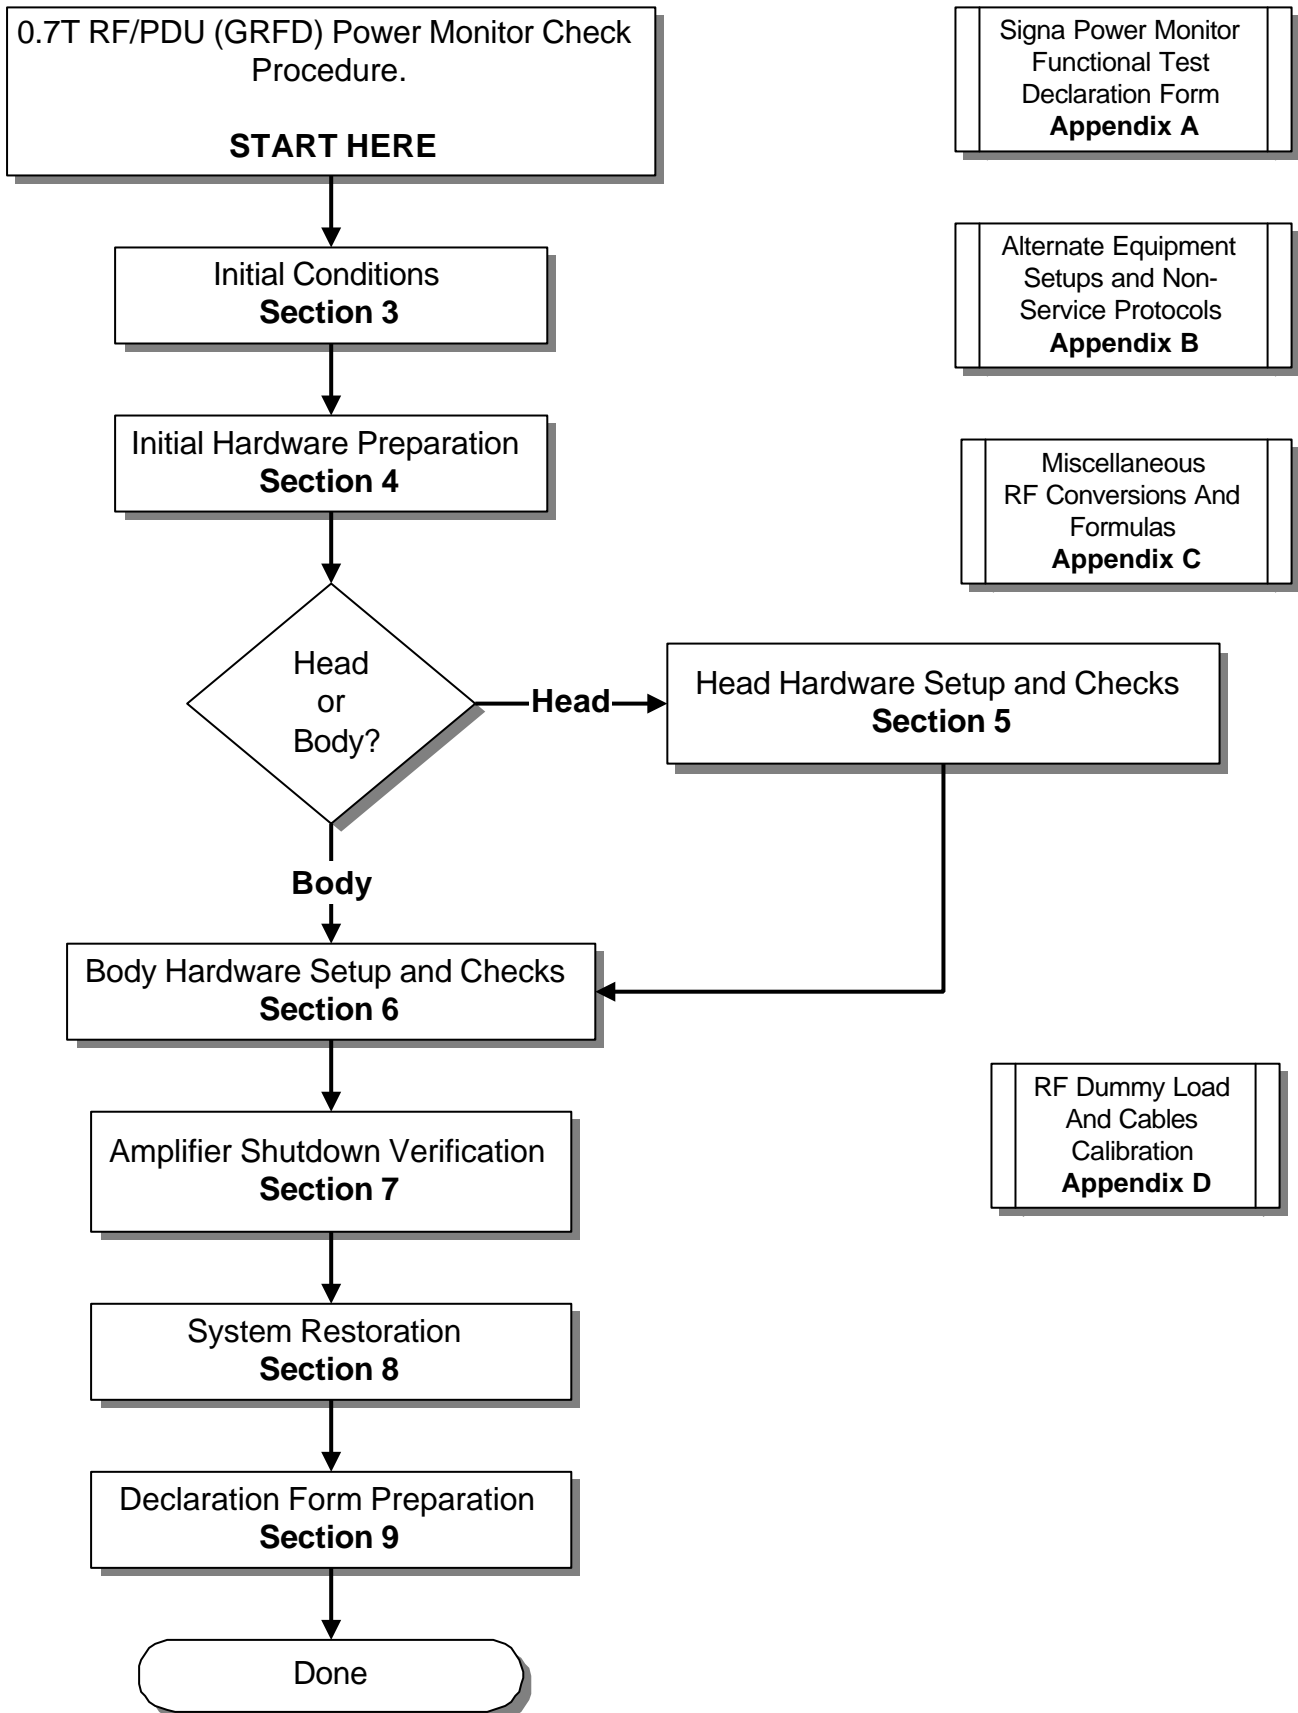 0.7T RF/PDU (GRFD) Power Monitor Check
Procedure.
START HERE
Initial Conditions
Section 3
Initial Hardware Preparation
Section 4
Head
or
Body?
Head
Head Hardware Setup and Checks
Section 5
Body
Body Hardware Setup and Checks
Section 6
Amplifier Shutdown Verification
Section 7
System Restoration
Section 8
Declaration Form Preparation
Section 9
Done
Signa Power Monitor
Functional Test
Declaration Form
Appendix A
Alternate Equipment
Setups and Non-
Service Protocols
Appendix B
Miscellaneous
RF Conversions And
Formulas
Appendix C
RF Dummy Load
And Cables
Calibration
Appendix D